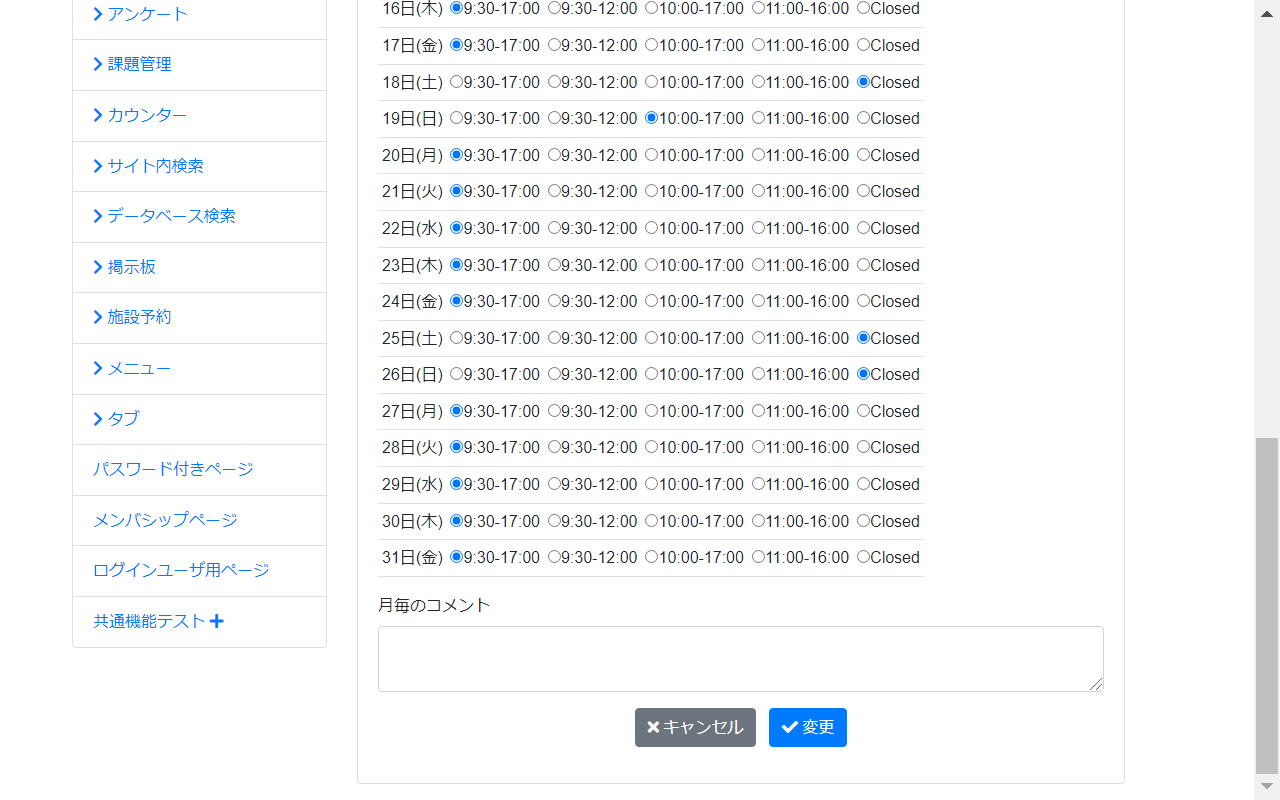 アンケート
課題管理
カウンター
サイト内検索
データベース検索
掲示板
施設予約
メニュー
タブ
パスワード付きページ
メンバシップページ
ログインユーザ用ページ
共通機能テスト
16日(木) 9:30-17:00 9:30-12:00 10:00-17:00 11:00-16:00 Closed
17日(金) 9:30-17:00 9:30-12:00 10:00-17:00 11:00-16:00 Closed
18日(土) 9:30-17:00 9:30-12:00 10:00-17:00 11:00-16:00 Closed
19日(日) 9:30-17:00 9:30-12:00 10:00-17:00 11:00-16:00 Closed
20日(月) 9:30-17:00 9:30-12:00 10:00-17:00 11:00-16:00 Closed
21日(火) 9:30-17:00 9:30-12:00 10:00-17:00 11:00-16:00 Closed
22日(水) 9:30-17:00 9:30-12:00 10:00-17:00 11:00-16:00 Closed
23日(木) 9:30-17:00 9:30-12:00 10:00-17:00 11:00-16:00 Closed
24日(金) 9:30-17:00 9:30-12:00 10:00-17:00 11:00-16:00 Closed
25日(土) 9:30-17:00 9:30-12:00 10:00-17:00 11:00-16:00 Closed
26日(日) 9:30-17:00 9:30-12:00 10:00-17:00 11:00-16:00 Closed
27日(月) 9:30-17:00 9:30-12:00 10:00-17:00 11:00-16:00 Closed
28日(火) 9:30-17:00 9:30-12:00 10:00-17:00 11:00-16:00 Closed
29日(水) 9:30-17:00 9:30-12:00 10:00-17:00 11:00-16:00 Closed
30日(木) 9:30-17:00 9:30-12:00 10:00-17:00 11:00-16:00 Closed
31日(金) 9:30-17:00 9:30-12:00 10:00-17:00 11:00-16:00 Closed
月毎のコメント
キャンセル 変更